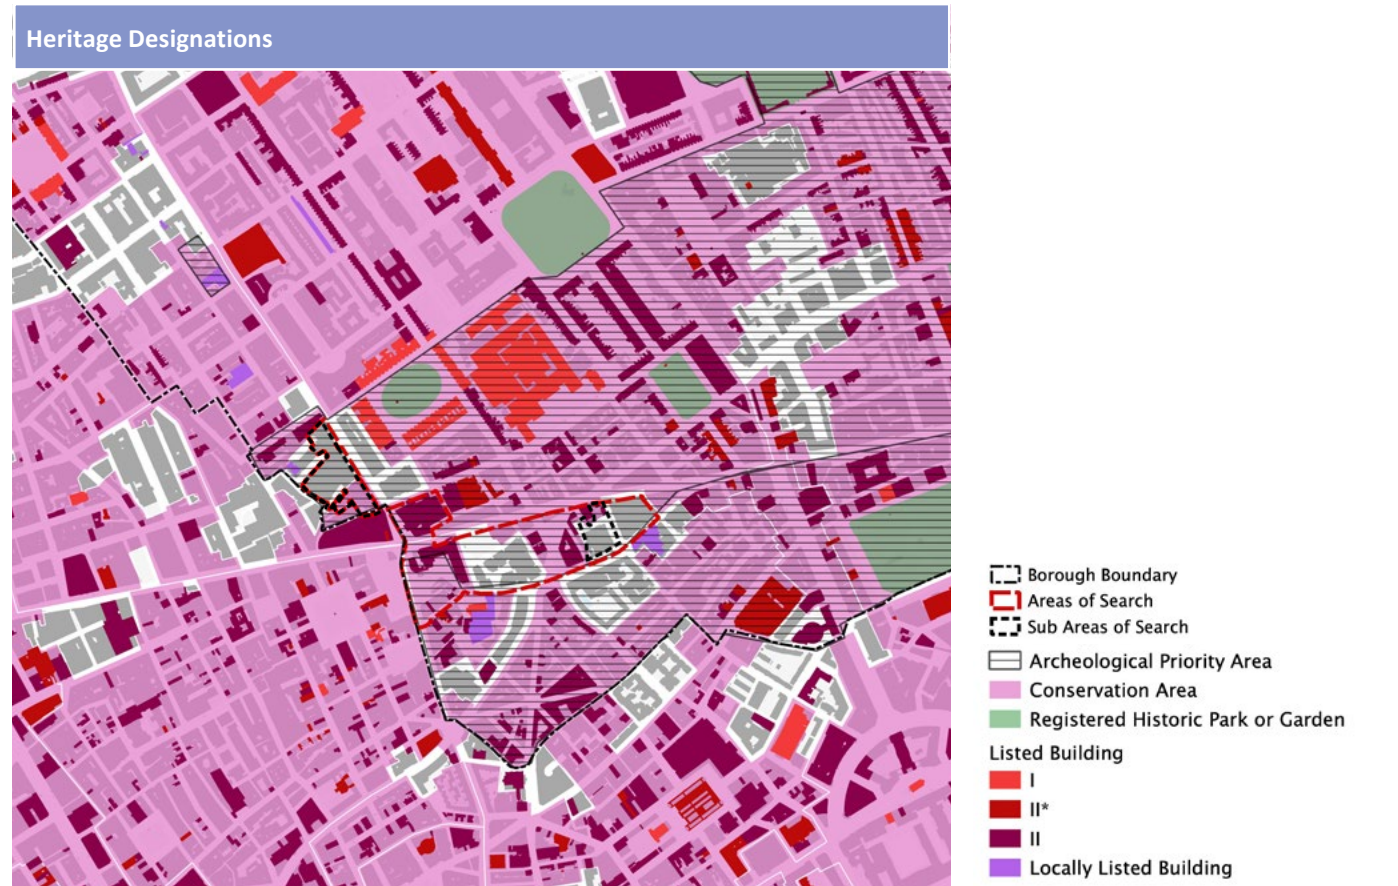 Heritage Designations
Borough Boundary
Areas of Search
Sub Areas of Search
Archeological Priority Area
Conservation Area
Registered Historic Park or Garden
Listed Building
I
II*
II
Locally Listed Building